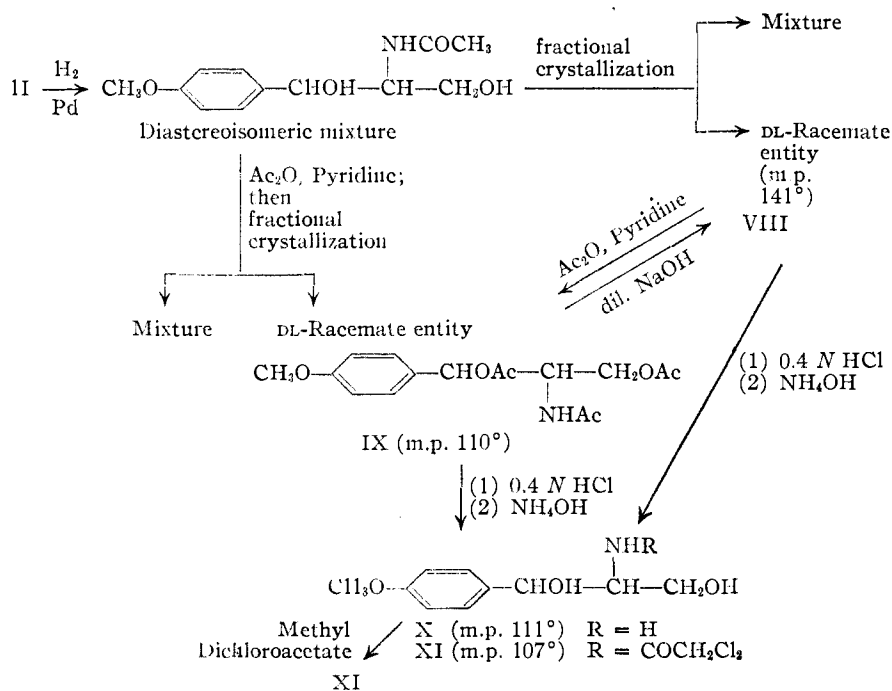 NHCOCH₃
1I H₂ Pd CH₃O— —CHOH—CH—CH₂OH
fractional
crystallization
Mixture
Diastereoisomeric mixture
DL-Racemate
entity
(m p.
141°)
VIII
Ac₂O, Pyridine;
then
fractional
crystallization
Ac₂O, Pyridine
dil. NaOH
Mixture DL-Racemate entity
CH₃O— —CHOAc—CH—CH₂OAc
NHAc
IX (m.p. 110°)
(1) 0.4 N HCl
(2) NH₄OH
(1) 0.4 N HCl
(2) NH₄OH
NHR
CH₃O— —CHOH—CH—CH₂OH
Methyl X (m.p. 111°) R = H
Dichloroacetate XI (m.p. 107°) R = COCH₂Cl₂
XI